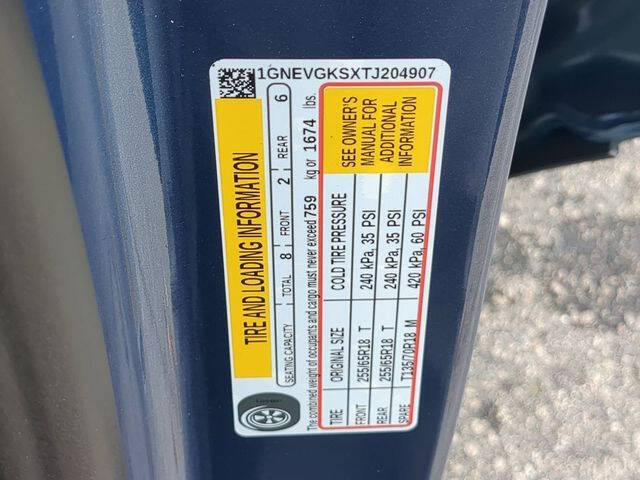 1GNEVGKSXTJ204907
TIRE AND LOADING INFORMATION
SEATING CAPACITY TOTAL 8 FRONT 2 REAR 6
The combined weight of occupants and cargo must never exceed 759 kg or 1674 lbs.
TIRE ORIGINAL SIZE COLD TIRE PRESSURE SEE OWNER'S
MANUAL FOR
ADDITIONAL
INFORMATION
FRONT 255/65R18 T 240 kPa, 35 PSI
REAR 255/65R18 T 240 kPa, 35 PSI
SPARE T135/70R18 M 420 kPa, 60 PSI